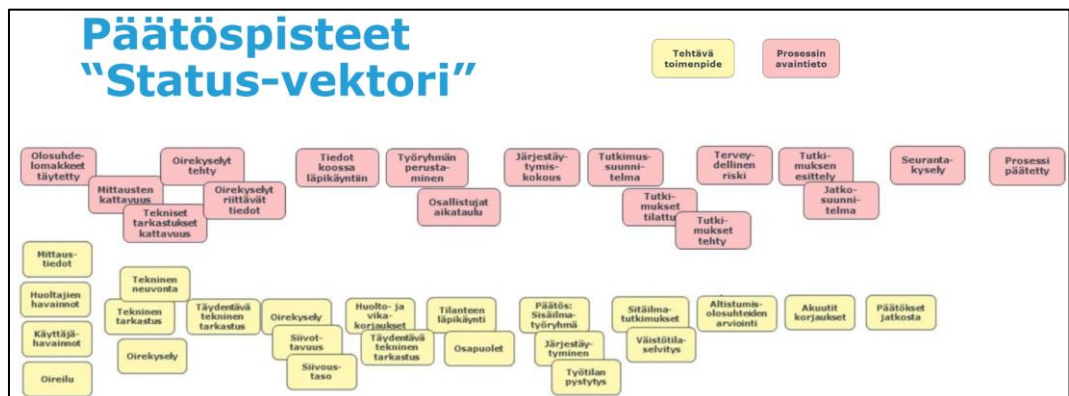 Päätöspisteet
"Status-vektori"
Tehtävä
toimenpide
Prosessin
avaintieto
Olosuhde-
lomakkeet
täytetty
Mittausten
kattavuus
Tekniset
tarkastukset
kattavuus
Oirekyselyt
tehty
Oirekyselyt
riittävät
tiedot
Tiedot
koossa
läpikäyntiin
Työryhmän
perusta-
minen
Osallistujat
aikataulu
Järjestäy-
tymis-
kokous
Tutkimus-
suunni-
telma
Tutki-
mukset
tilattu
Tutki-
mukset
tehty
Tervey-
dellinen
riski
Tutki-
muksen
esittely
Jatko-
suunni-
telma
Seuranta-
kysely
Prosessi
päätetty
Mittaus-
tiedot
Huoltajien
havainnot
Käyttäjä-
havainnot
Oireilu
Tekninen
neuvonta
Tekninen
tarkastus
Oirekysely
Täydentävä
tekninen
tarkastus
Oirekysely
Siivot-
tavuus
Siivous-
taso
Huolto- ja
vika-
korjaukset
Täydentävä
tekninen
tarkastus
Tilanteen
läpikäynti
Osapuolet
Päätös:
Sisäilma-
työryhmä
Järjestäy-
tyminen
Työtilan
pystytys
Sitäilma-
tutkimukset
Väistötila-
selvitys
Altistumis-
olosuhteiden
arviointi
Akuutit
korjaukset
Päätökset
jatkosta